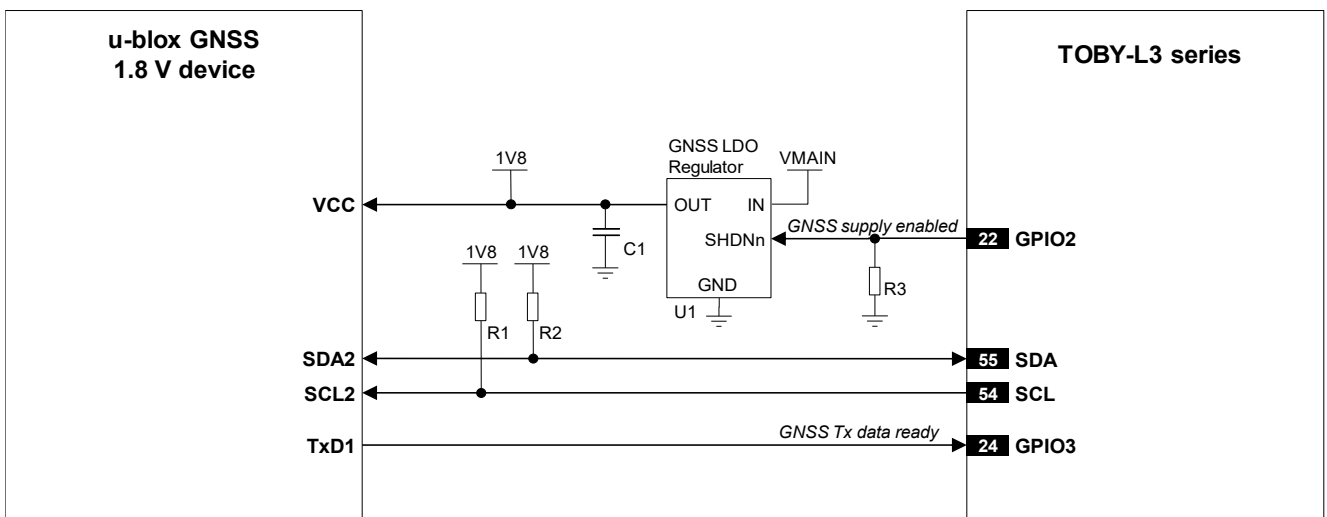 u-blox GNSS
1.8 V device
TOBY-L3 series
GNSS LDO
Regulator
1V8
VMAIN
VCC
OUT
IN
GNSS supply enabled
SHDNn
22 GPIO2
C1
1V8
1V8
GND
R3
U1
R1
R2
SDA2
55 SDA
SCL2
54 SCL
GNSS Tx data ready
TxD1
24 GPIO3